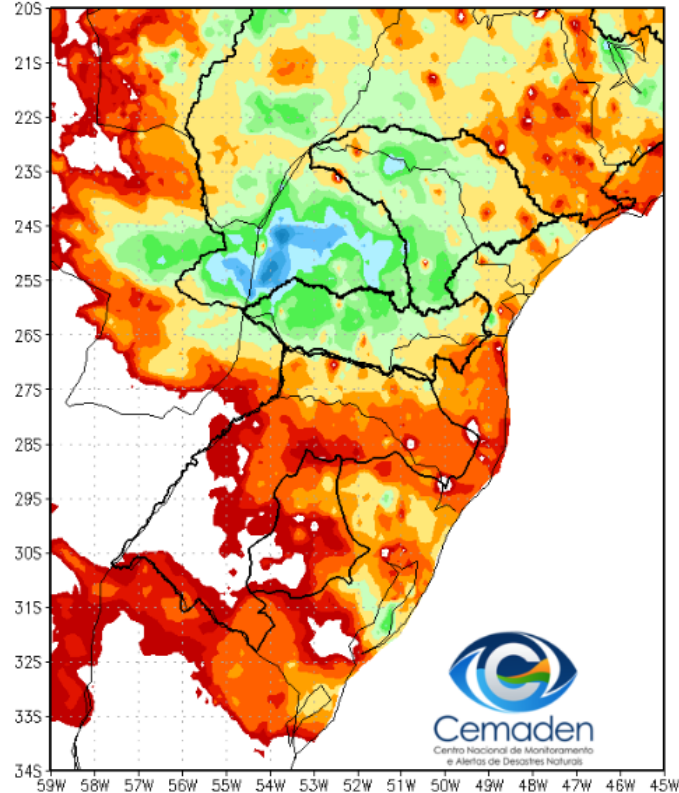 20S
21S
22S
23S
24S
25S
26S
27S
28S
29S
30S
31S
32S
33S
34S
59W 58W 57W 56W 55W 54W 53W 52W 51W 50W 49W 48W 47W 46W 45W
Cemaden
Centro Nacional de Monitoramento
e Alertas de Desastres Naturais